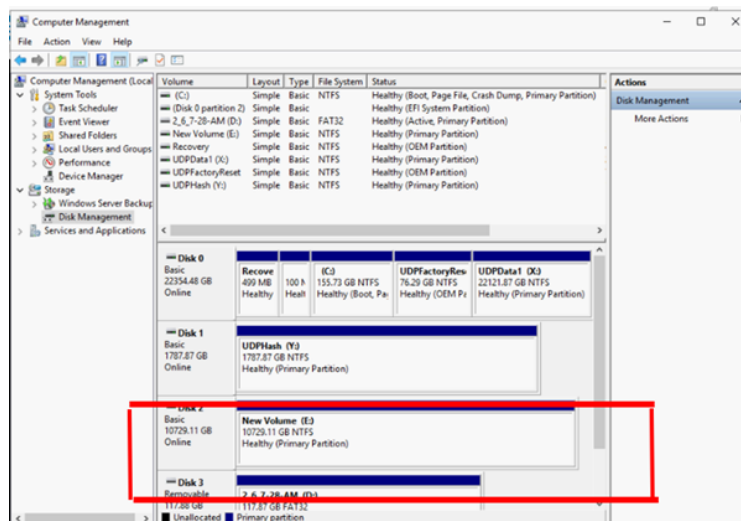 Computer Management
File Action View Help
Computer Management (Local
System Tools
Task Scheduler
Event Viewer
Shared Folders
Local Users and Groups
Performance
Device Manager
Storage
Windows Server Backup
Disk Management
Services and Applications
Volume Layout Type File System Status
(C:) Simple Basic NTFS Healthy (Boot, Page File, Crash Dump, Primary Partition)
(Disk 0 partition 2) Simple Basic Healthy (EFI System Partition)
2_6_7-28-AM (D:) Simple Basic FAT32 Healthy (Active, Primary Partition)
New Volume (E:) Simple Basic NTFS Healthy (Primary Partition)
Recovery Simple Basic NTFS Healthy (OEM Partition)
UDPData1 (X:) Simple Basic NTFS Healthy (Primary Partition)
UDPFactoryReset Simple Basic NTFS Healthy (OEM Partition)
UDPHash (Y:) Simple Basic NTFS Healthy (Primary Partition)
Disk 0
Basic
22354.48 GB
Online
Recove
499 MB
Healthy
100 M
Healt
(C:)
155.73 GB NTFS
Healthy (Boot, Pa
UDPFactoryRes
76.29 GB NTFS
Healthy (OEM Pa
UDPData1 (X:)
22121.87 GB NTFS
Healthy (Primary Partition)
Disk 1
Basic
1787.87 GB
Online
UDPHash (Y:)
1787.87 GB NTFS
Healthy (Primary Partition)
Disk 2
Basic
10729.11 GB
Online
New Volume (E:)
10729.11 GB NTFS
Healthy (Primary Partition)
Disk 3
Removable
117.88 GB
2_6_7-28-AM (D:)
117.87 GB FAT32
Unallocated Primary partition
Actions
Disk Management
More Actions